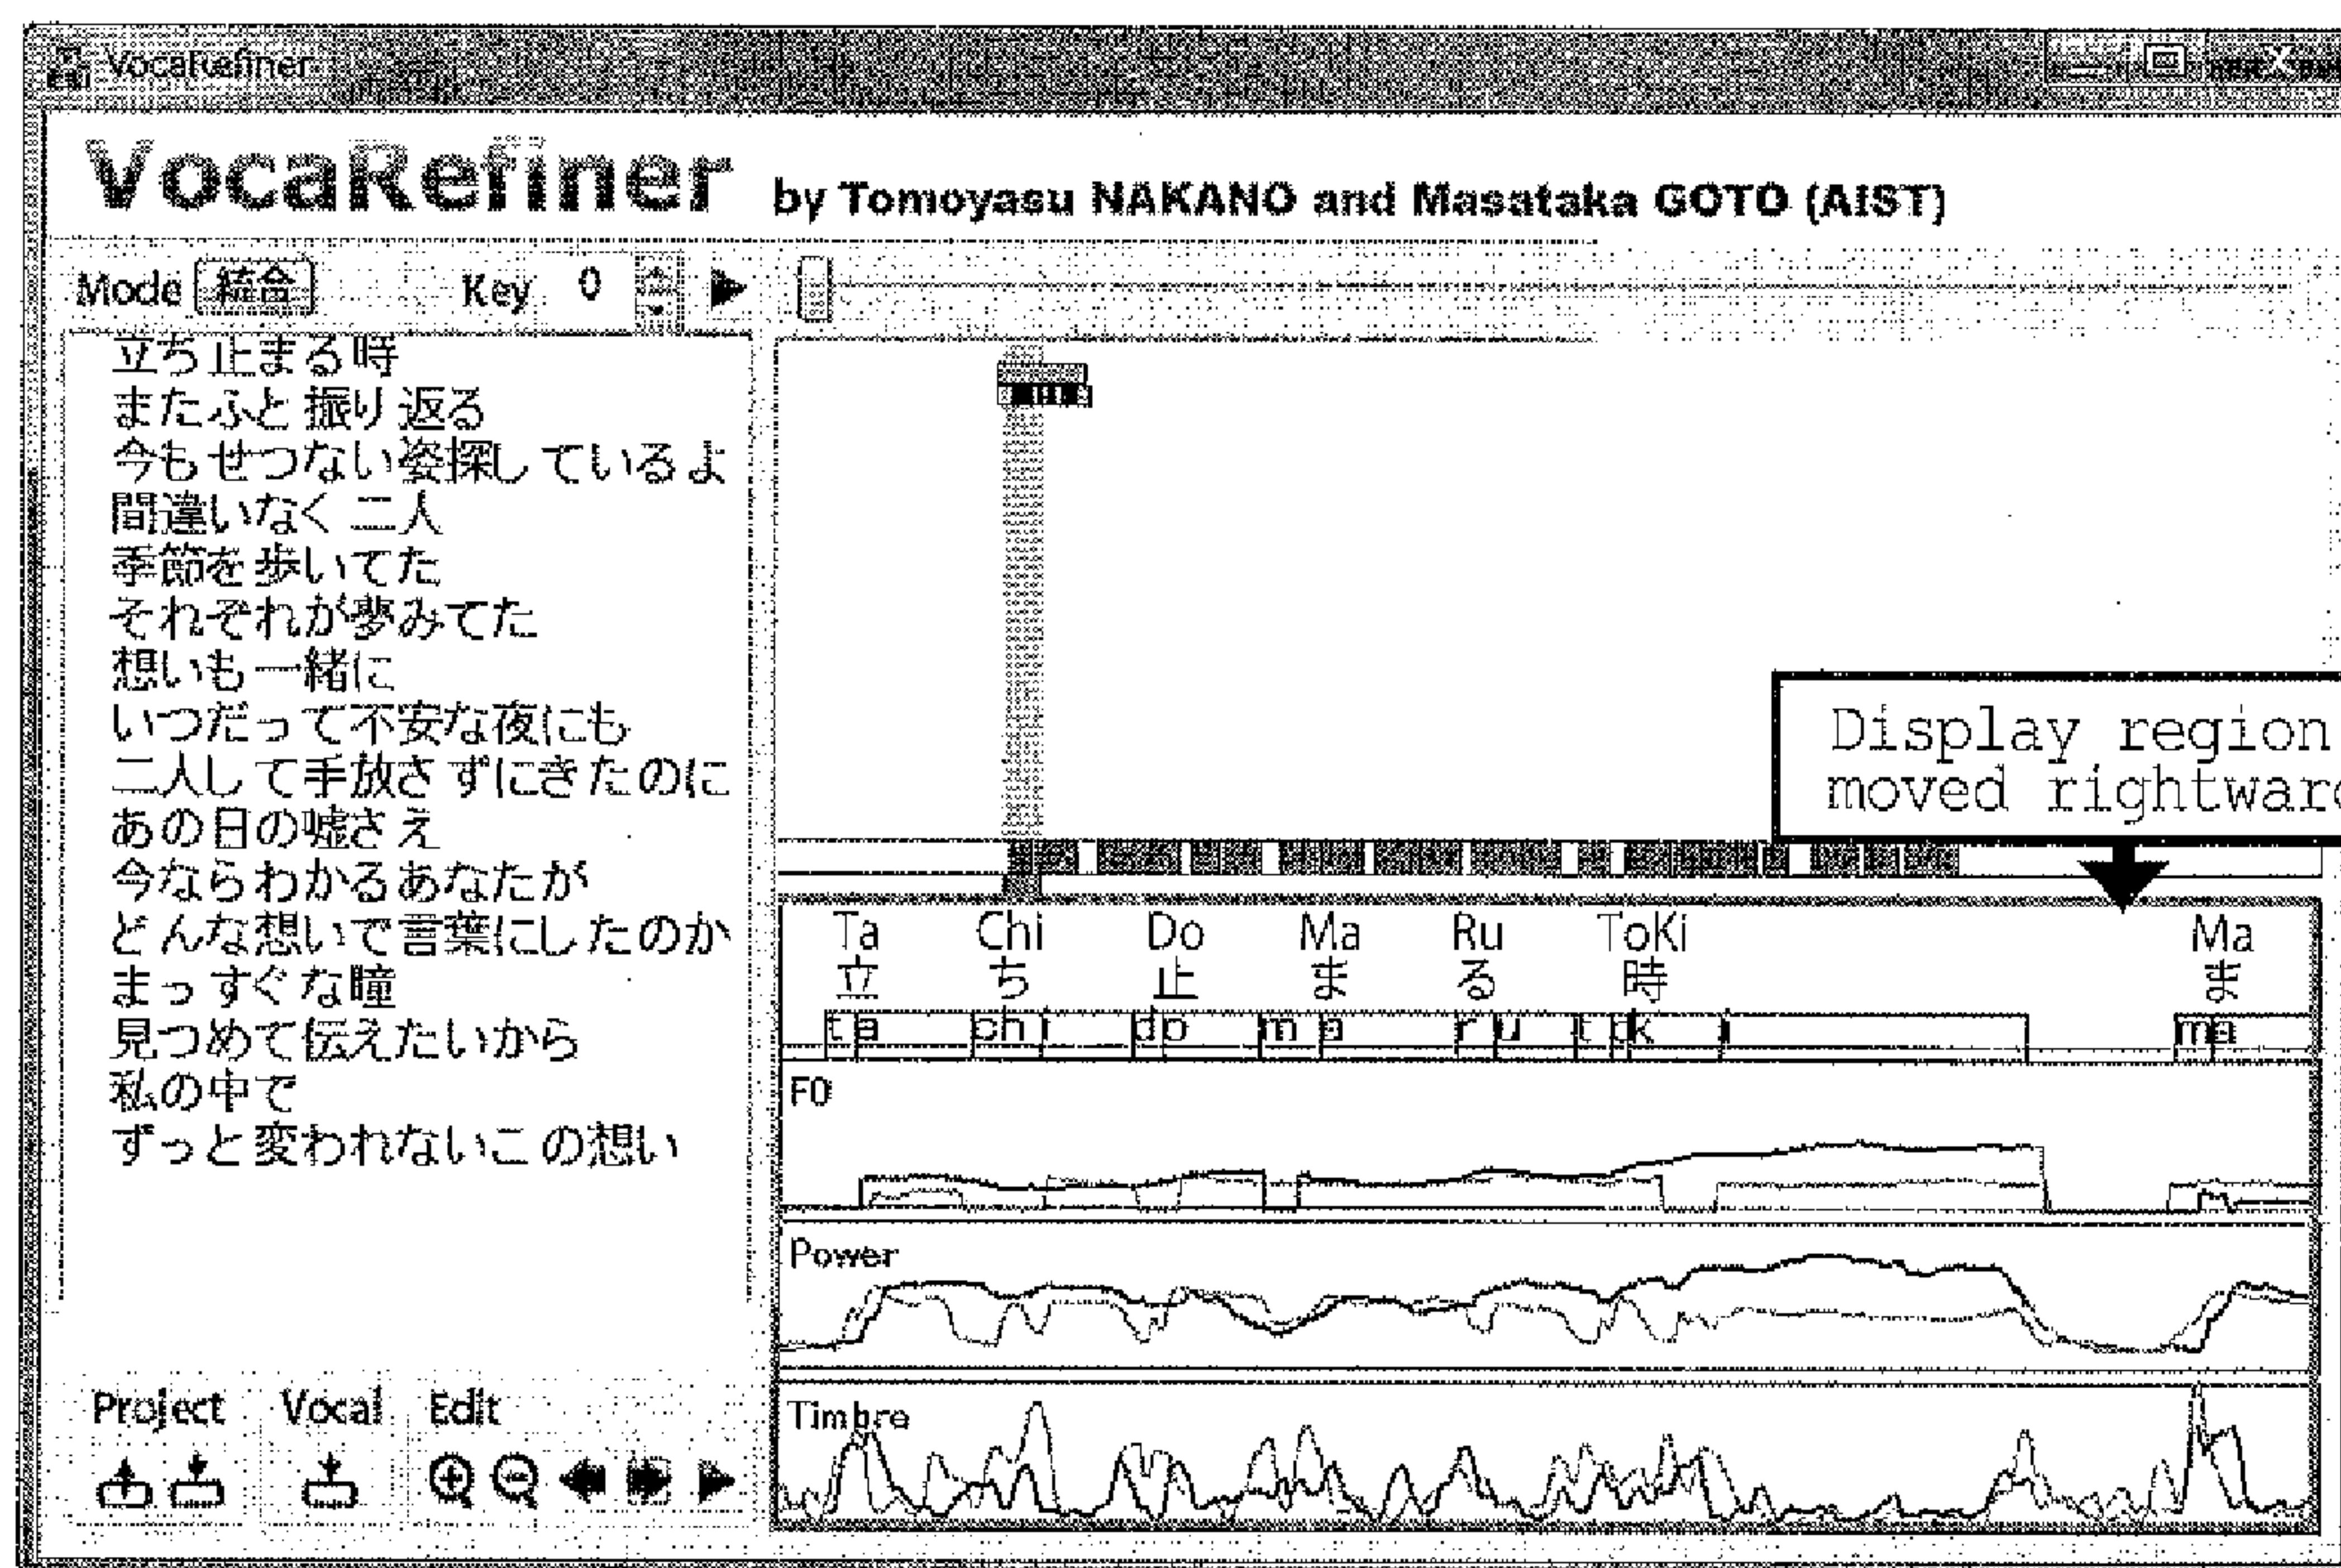 VocaRefiner
VocaRefiner by Tomoyasu NAKANO and Masataka GOTO (AIST)
Mode 統合 Key 0
立ち止まる時
またふと振り返る
今もせつない姿探しているよ
間違いなく二人
季節を歩いてた
それぞれが夢みてた
想いも一緒に
いつだって不安な夜にも
二人して手放さずにきたのに
あの日の嘘さえ
今ならわかるあなたが
どんな想いで言葉にしたのか
まっすぐな瞳
見つめて伝えたいから
私の中で
ずっと変われないこの想い
Project Vocal Edit
Display region
moved rightward
Ta Chi Do Ma Ru ToKi Ma
立 ち 止 ま る 時 ま
t a ch i d o m a r u t k i m a
F0
Power
Timbre